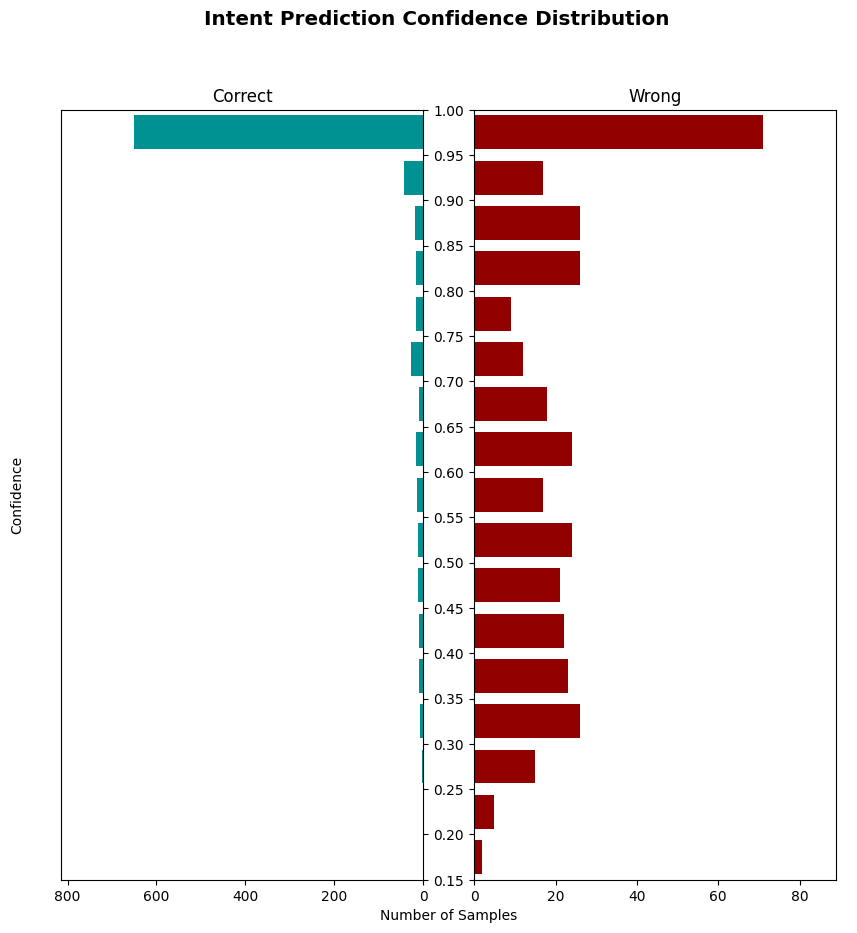 Intent Prediction Confidence Distribution
Correct
Wrong
1.00
0.95
0.90
0.85
0.80
0.75
0.70
0.65
0.60
0.55
0.50
0.45
0.40
0.35
0.30
0.25
0.20
0.15
Confidence
800 600 400 200 0
0 20 40 60 80
Number of Samples